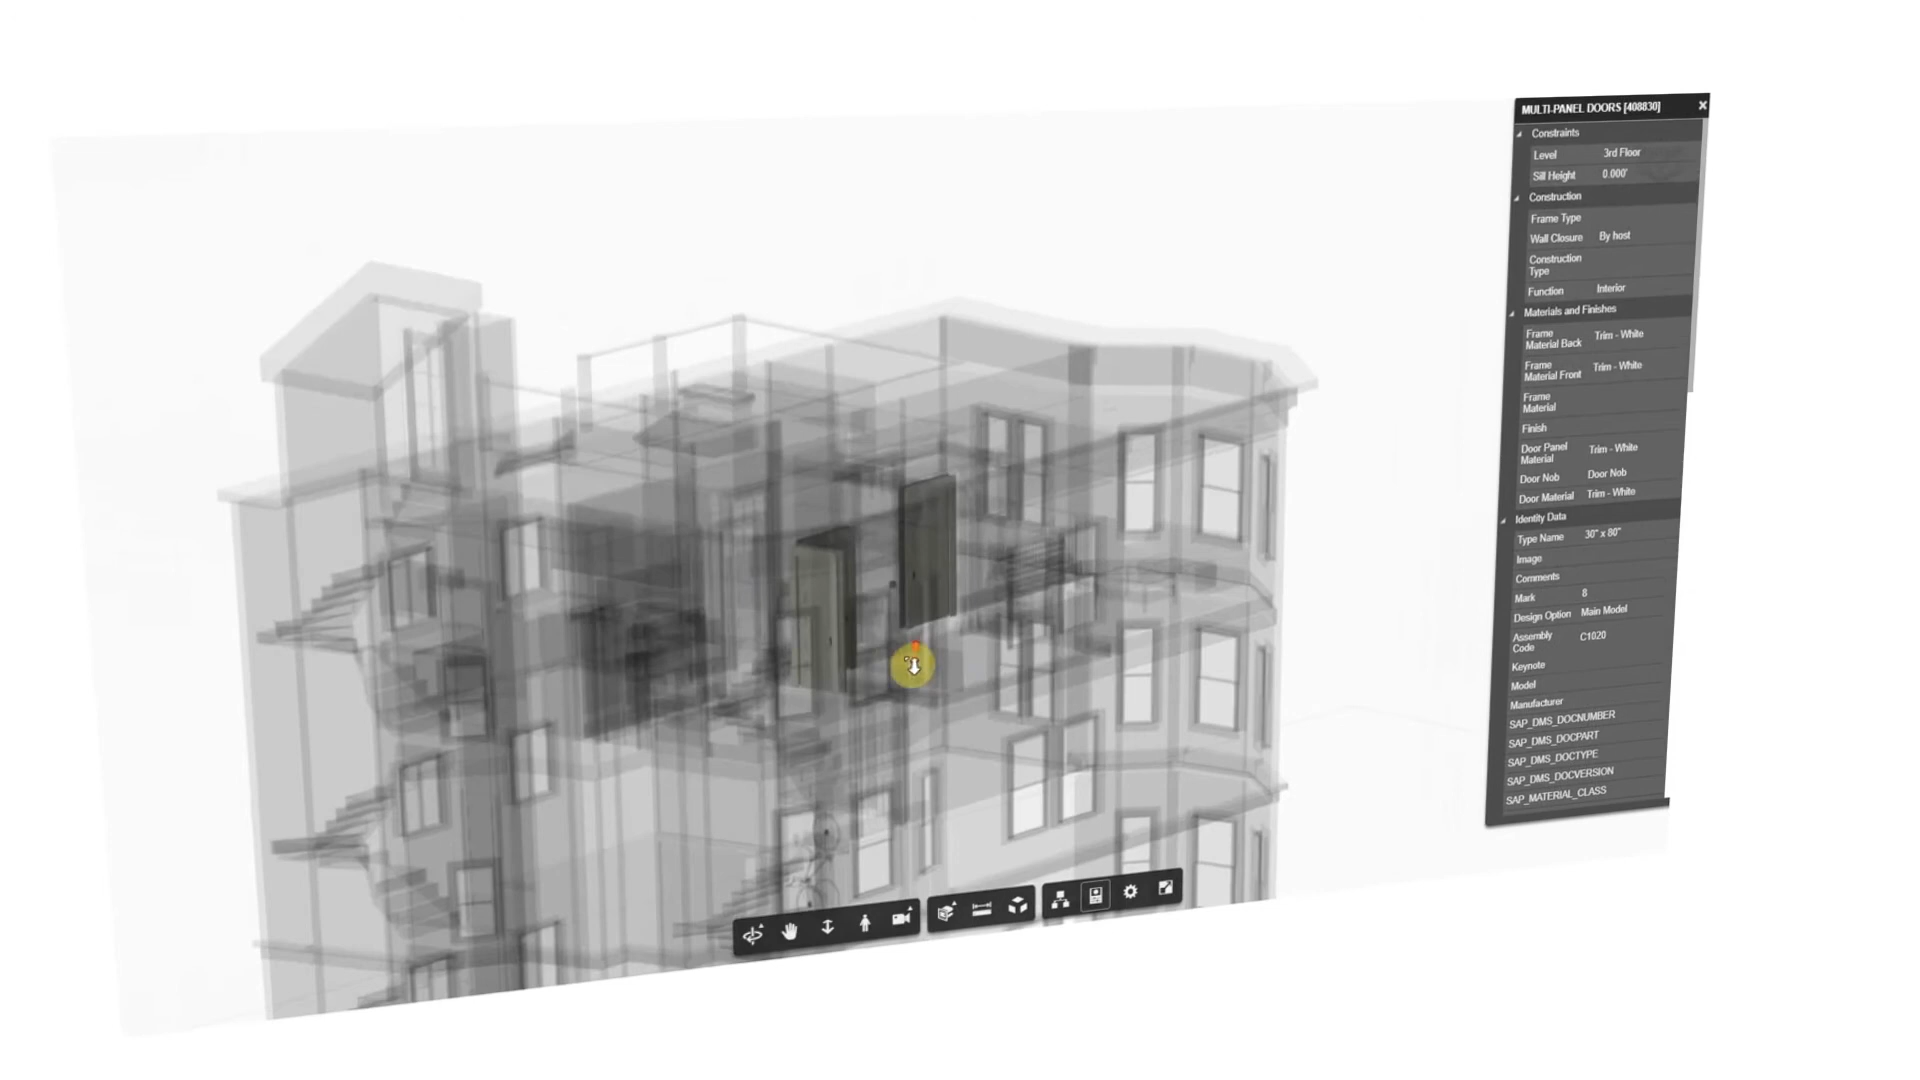 MULTI-PANEL DOORS [408830]
Constraints
Level 3rd Floor
Sill Height 0.000'
Construction
Frame Type
Wall Closure By host
Construction
Type
Function Interior
Materials and Finishes
Frame
Material Back Trim - White
Frame
Material Front Trim - White
Frame
Material
Finish
Door Panel
Material Trim - White
Door Nob Door Nob
Door Material Trim - White
Identity Data
Type Name 30" x 80"
Image
Comments
Mark 8
Design Option Main Model
Assembly
Code C1020
Keynote
Model
Manufacturer
SAP_DMS_DOCNUMBER
SAP_DMS_DOCPART
SAP_DMS_DOCTYPE
SAP_DMS_DOCVERSION
SAP_MATERIAL_CLASS